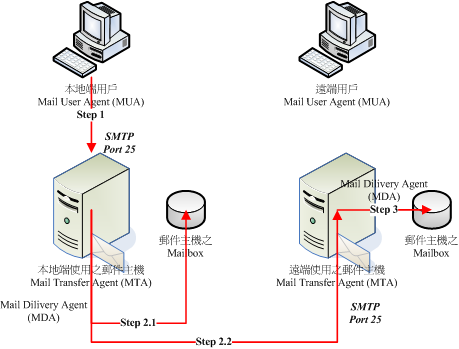 本地端用戶
Mail User Agent (MUA)
Step 1
遠端用戶
Mail User Agent (MUA)
SMTP
Port 25
郵件主機之
Mailbox
本地端使用之郵件主機
Mail Transfer Agent (MTA)
Mail Dilivery Agent
(MDA)
Step 2.1
Step 2.2
Mail Dilivery Agent
(MDA)
Step 3
郵件主機之
Mailbox
遠端使用之郵件主機
Mail Transfer Agent (MTA)
SMTP
Port 25